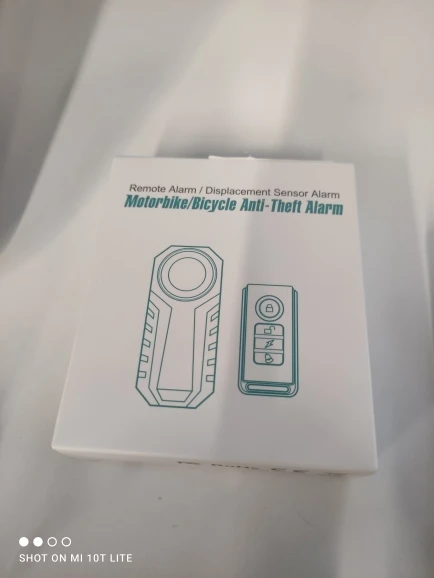 Remote Alarm / Displacement Sensor Alarm
Motorbike/Bicycle Anti-Theft Alarm
SHOT ON MI 10T LITE